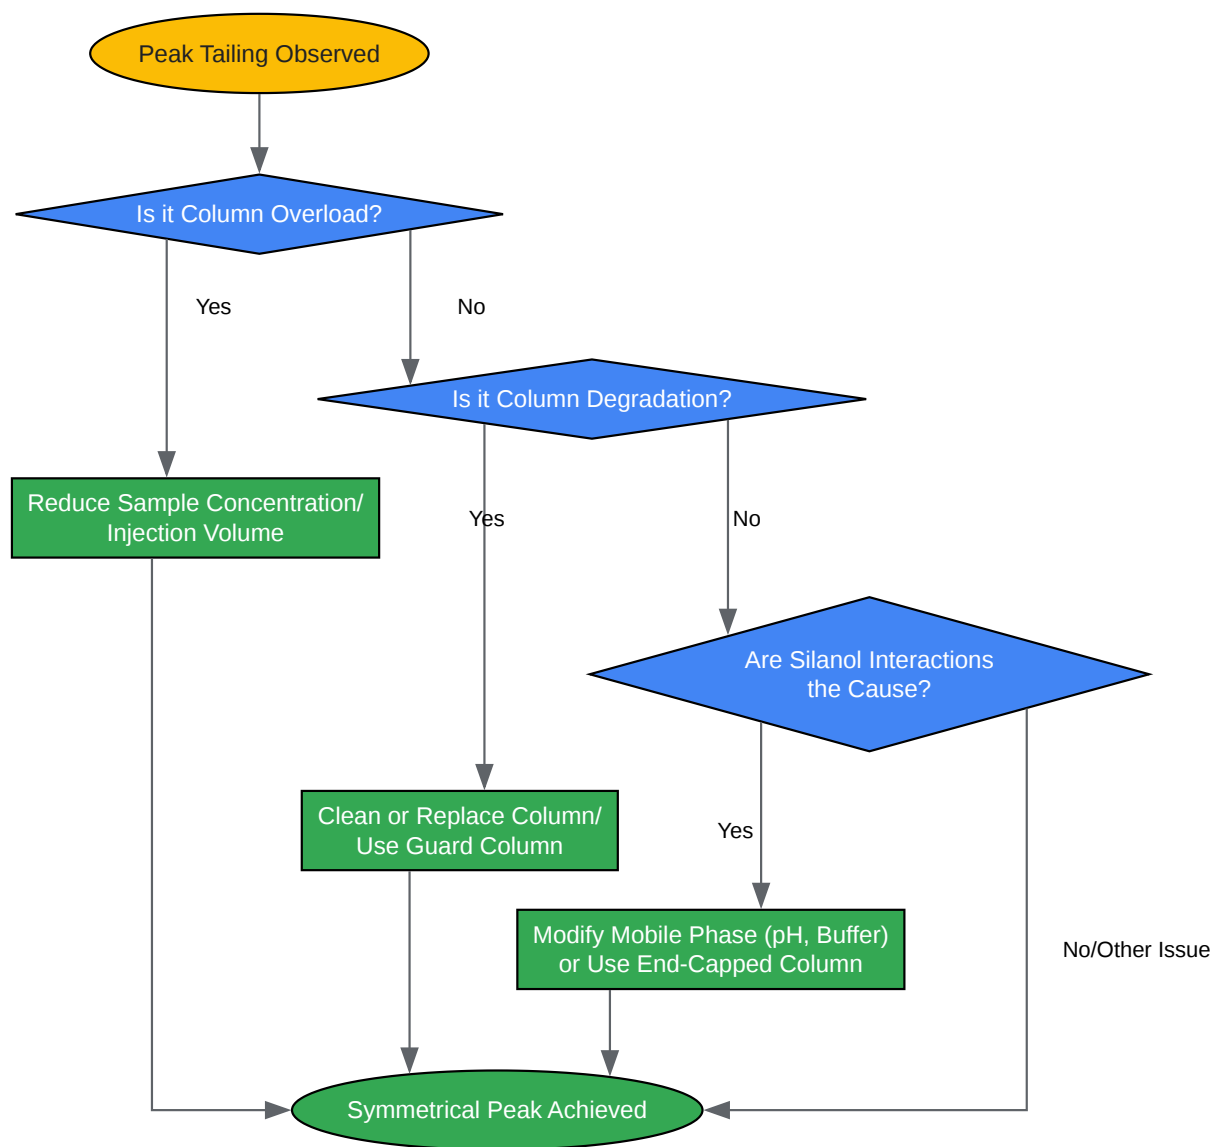 Peak Tailing Observed
Is it Column Overload?
Yes
No
Is it Column Degradation?
Reduce Sample Concentration/
Injection Volume
Yes
No
Are Silanol Interactions
the Cause?
Clean or Replace Column/
Use Guard Column
Yes
Modify Mobile Phase (pH, Buffer)
or Use End-Capped Column
No/Other Issue
Symmetrical Peak Achieved